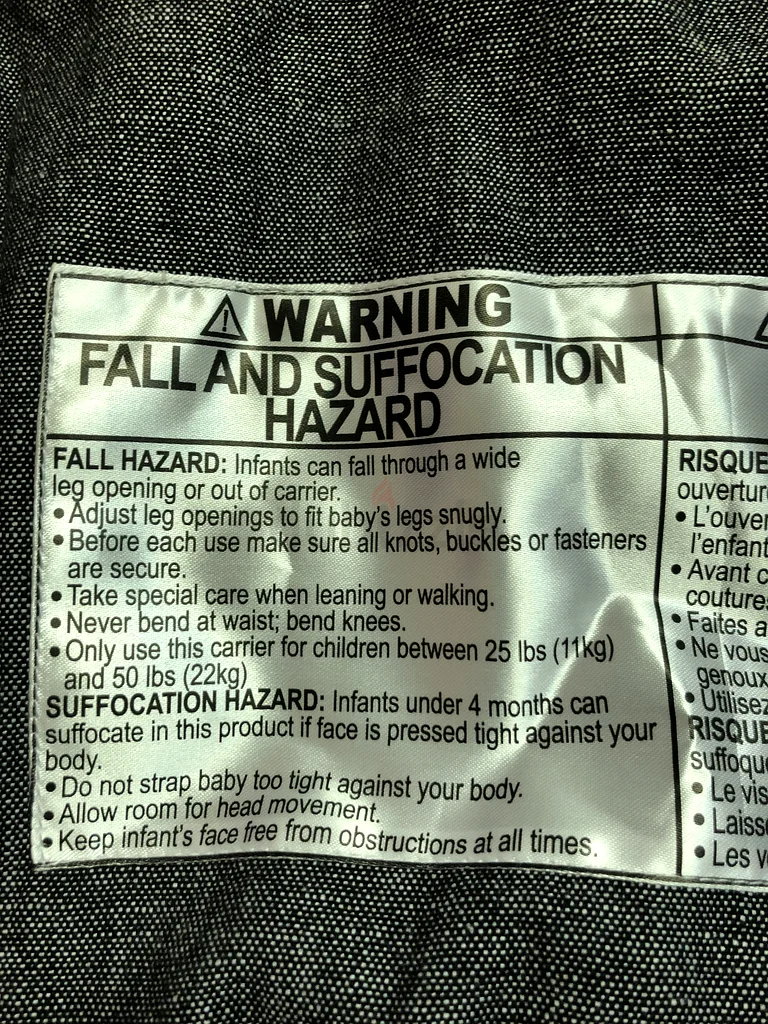 WARNING
FALL AND SUFFOCATION
HAZARD
FALL HAZARD: Infants can fall through a wide
leg opening or out of carrier.
• Adjust leg openings to fit baby's legs snugly.
• Before each use make sure all knots, buckles or fasteners
are secure.
• Take special care when leaning or walking.
• Never bend at waist; bend knees.
• Only use this carrier for children between 25 lbs (11kg)
and 50 lbs (22kg)
SUFFOCATION HAZARD: Infants under 4 months can
suffocate in this product if face is pressed tight against your
body.
• Do not strap baby too tight against your body.
• Allow room for head movement.
• Keep infant's face free from obstructions at all times.
RISQUE
ouvertur
• L'ouver
l'enfant
• Avant c
couture
• Faites a
• Ne vous
genoux
• Utilisez
RISQUE
suffoqu
• Le vis
• Laiss
• Les v